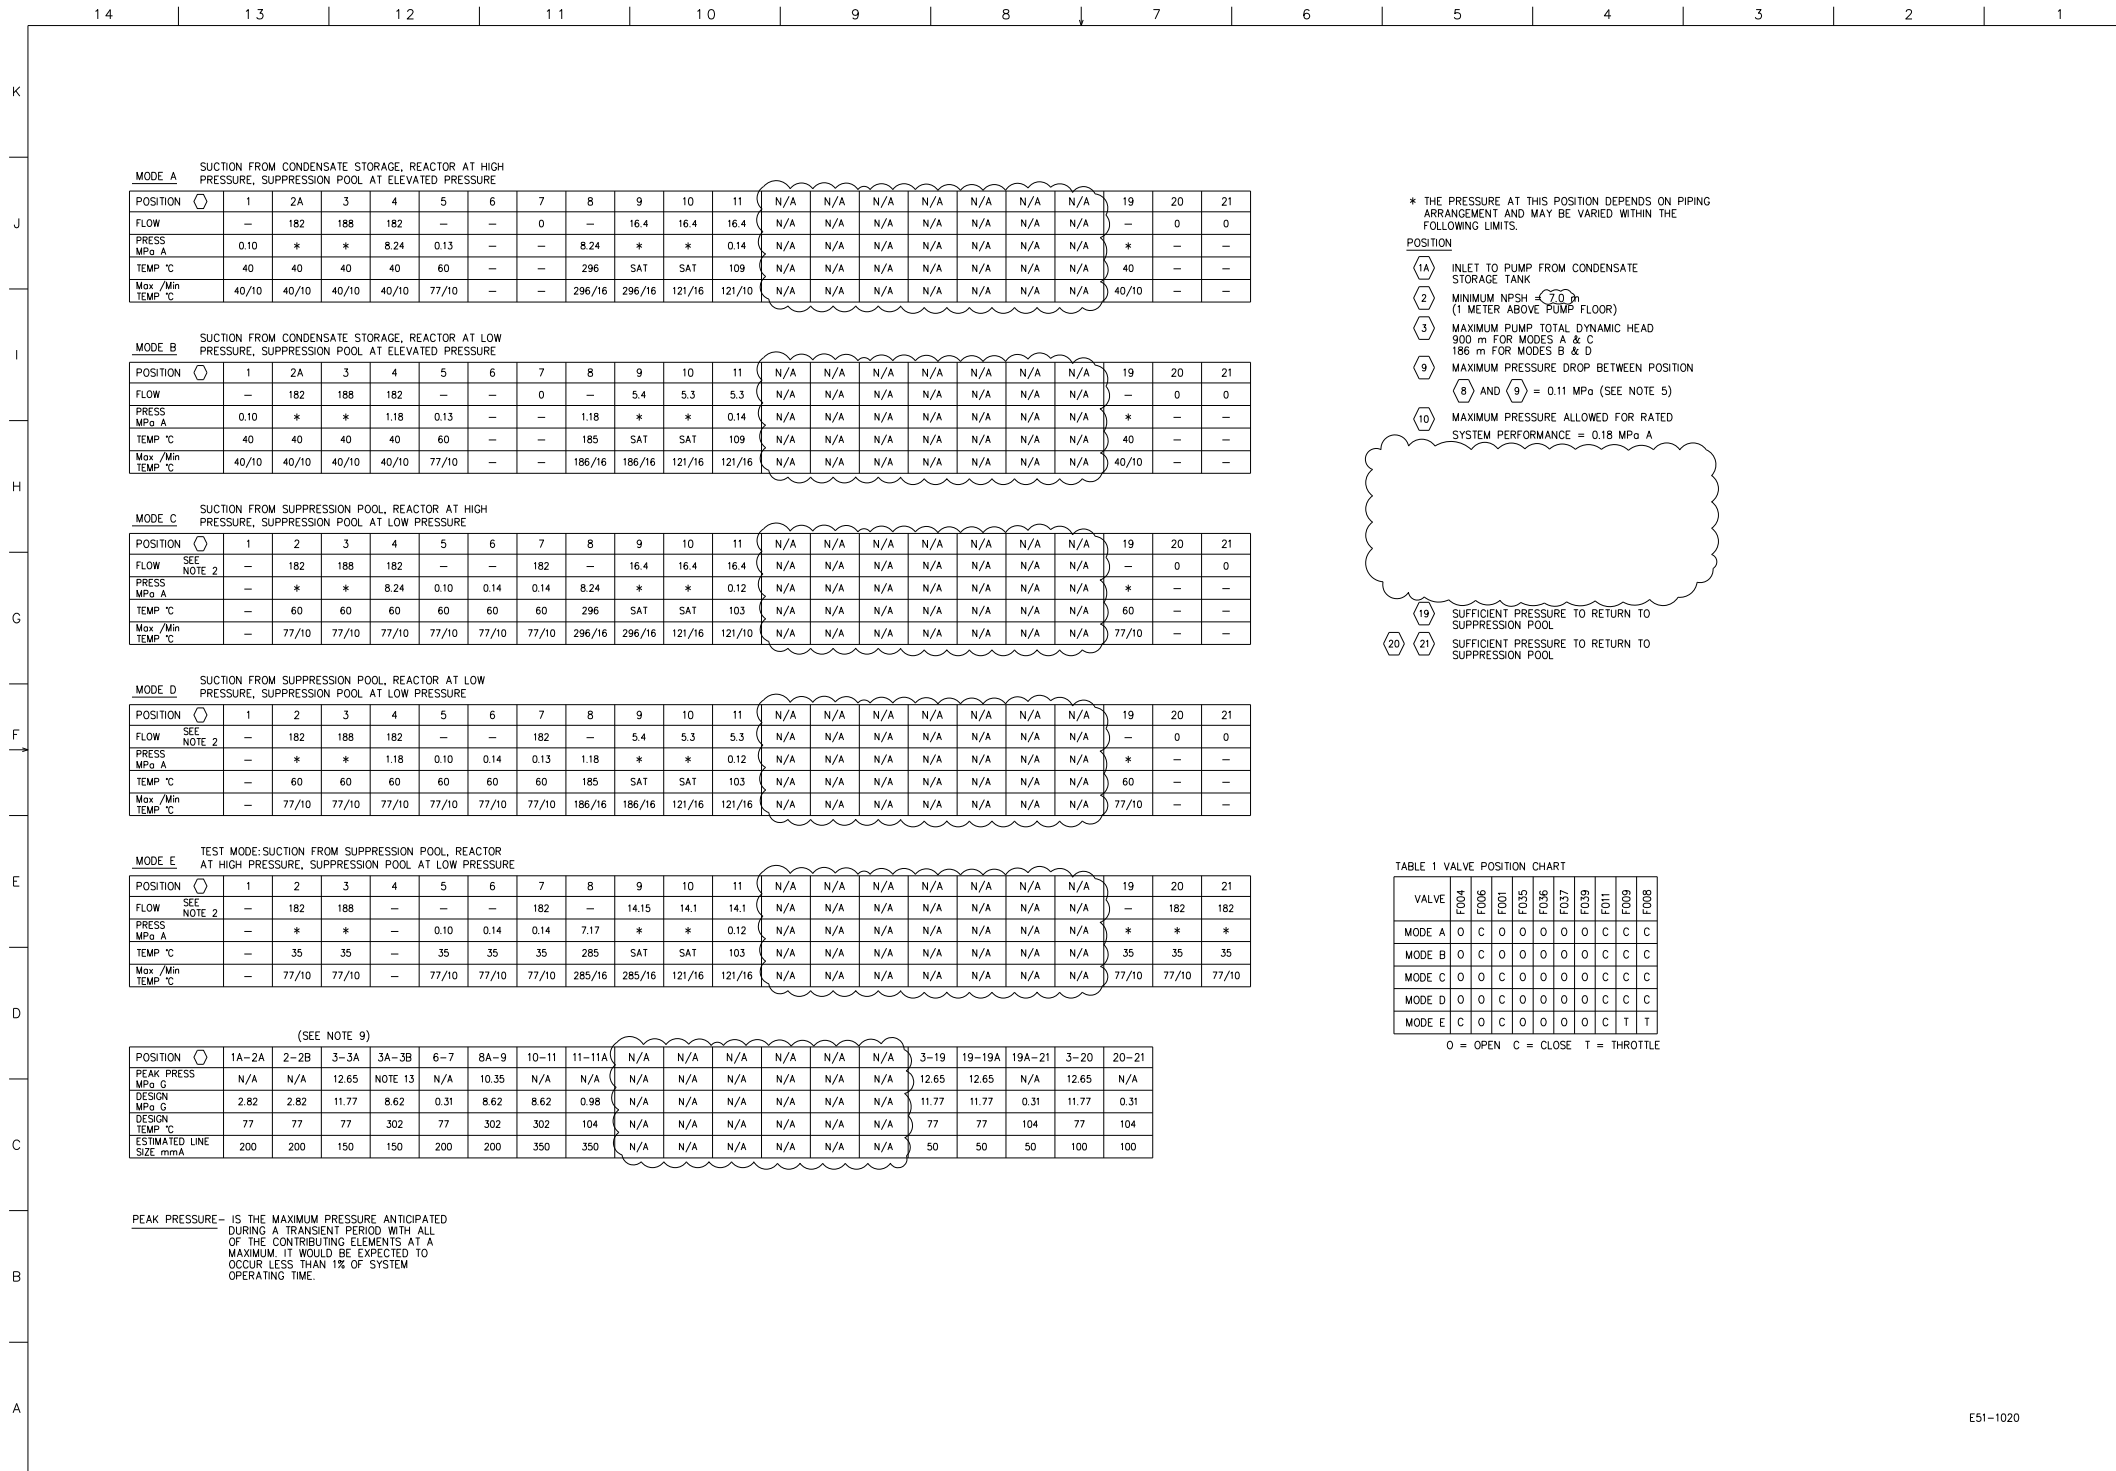 14 13 12 11 10 9 8 7 6 5 4 3 2 1
K
J
I
H
G
F
E
D
C
B
A
MODE A
SUCTION FROM CONDENSATE STORAGE, REACTOR AT HIGH
PRESSURE, SUPPRESSION POOL AT ELEVATED PRESSURE
POSITION 1 2A 3 4 5 6 7 8 9 10 11 N/A N/A N/A N/A N/A N/A N/A 19 20 21
FLOW — 182 188 182 — — 0 — 16.4 16.4 16.4 N/A N/A N/A N/A N/A N/A N/A — 0 0
PRESS
MPa A 0.10 * * 8.24 0.13 — — 8.24 * * 0.14 N/A N/A N/A N/A N/A N/A N/A * — —
TEMP °C 40 40 40 40 60 — — 296 SAT SAT 109 N/A N/A N/A N/A N/A N/A N/A 40 — —
Max /Min
TEMP °C 40/10 40/10 40/10 40/10 77/10 — — 296/16 296/16 121/16 121/10 N/A N/A N/A N/A N/A N/A N/A 40/10 — —
MODE B
SUCTION FROM CONDENSATE STORAGE, REACTOR AT LOW
PRESSURE, SUPPRESSION POOL AT ELEVATED PRESSURE
POSITION 1 2A 3 4 5 6 7 8 9 10 11 N/A N/A N/A N/A N/A N/A N/A 19 20 21
FLOW — 182 188 182 — — 0 — 5.4 5.3 5.3 N/A N/A N/A N/A N/A N/A N/A — 0 0
PRESS
MPa A 0.10 * * 1.18 0.13 — — 1.18 * * 0.14 N/A N/A N/A N/A N/A N/A N/A * — —
TEMP °C 40 40 40 40 60 — — 185 SAT SAT 109 N/A N/A N/A N/A N/A N/A N/A 40 — —
Max /Min
TEMP °C 40/10 40/10 40/10 40/10 77/10 — — 186/16 186/16 121/16 121/16 N/A N/A N/A N/A N/A N/A N/A 40/10 — —
MODE C
SUCTION FROM SUPPRESSION POOL, REACTOR AT HIGH
PRESSURE, SUPPRESSION POOL AT LOW PRESSURE
POSITION 1 2 3 4 5 6 7 8 9 10 11 N/A N/A N/A N/A N/A N/A N/A 19 20 21
FLOW SEE NOTE 2 — 182 188 182 — — 182 — 16.4 16.4 16.4 N/A N/A N/A N/A N/A N/A N/A — 0 0
PRESS
MPa A — * * 8.24 0.10 0.14 0.14 8.24 * * 0.12 N/A N/A N/A N/A N/A N/A N/A * — —
TEMP °C — 60 60 60 60 60 60 296 SAT SAT 103 N/A N/A N/A N/A N/A N/A N/A 60 — —
Max /Min
TEMP °C — 77/10 77/10 77/10 77/10 77/10 77/10 296/16 296/16 121/16 121/10 N/A N/A N/A N/A N/A N/A N/A 77/10 — —
MODE D
SUCTION FROM SUPPRESSION POOL, REACTOR AT LOW
PRESSURE, SUPPRESSION POOL AT LOW PRESSURE
POSITION 1 2 3 4 5 6 7 8 9 10 11 N/A N/A N/A N/A N/A N/A N/A 19 20 21
FLOW SEE NOTE 2 — 182 188 182 — — 182 — 5.4 5.3 5.3 N/A N/A N/A N/A N/A N/A N/A — 0 0
PRESS
MPa A — * * 1.18 0.10 0.14 0.13 1.18 * * 0.12 N/A N/A N/A N/A N/A N/A N/A * — —
TEMP °C — 60 60 60 60 60 60 185 SAT SAT 103 N/A N/A N/A N/A N/A N/A N/A 60 — —
Max /Min
TEMP °C — 77/10 77/10 77/10 77/10 77/10 77/10 186/16 186/16 121/16 121/16 N/A N/A N/A N/A N/A N/A N/A 77/10 — —
MODE E
TEST MODE: SUCTION FROM SUPPRESSION POOL, REACTOR
AT HIGH PRESSURE, SUPPRESSION POOL AT LOW PRESSURE
POSITION 1 2 3 4 5 6 7 8 9 10 11 N/A N/A N/A N/A N/A N/A N/A 19 20 21
FLOW SEE NOTE 2 — 182 188 — — — 182 — 14.15 14.1 14.1 N/A N/A N/A N/A N/A N/A N/A — 182 182
PRESS
MPa A — * * — 0.10 0.14 0.14 7.17 * * 0.12 N/A N/A N/A N/A N/A N/A N/A * * *
TEMP °C — 35 35 — 35 35 35 285 SAT SAT 103 N/A N/A N/A N/A N/A N/A N/A 35 35 35
Max /Min
TEMP °C — 77/10 77/10 — 77/10 77/10 77/10 285/16 285/16 121/16 121/16 N/A N/A N/A N/A N/A N/A N/A 77/10 77/10 77/10
(SEE NOTE 9)
POSITION 1A-2A 2-2B 3-3A 3A-3B 6-7 8A-9 10-11 11-11A N/A N/A N/A N/A N/A N/A 3-19 19-19A 19A-21 3-20 20-21
PEAK PRESS
MPa G N/A N/A 12.65 NOTE 13 N/A 10.35 N/A N/A N/A N/A N/A N/A N/A N/A 12.65 12.65 N/A 12.65 N/A
DESIGN
MPa G 2.82 2.82 11.77 8.62 0.31 8.62 8.62 0.98 N/A N/A N/A N/A N/A N/A 11.77 11.77 0.31 11.77 0.31
DESIGN
TEMP °C 77 77 77 302 77 302 302 104 N/A N/A N/A N/A N/A N/A 77 77 104 77 104
ESTIMATED LINE
SIZE mmA 200 200 150 150 200 200 350 350 N/A N/A N/A N/A N/A N/A 50 50 50 100 100
PEAK PRESSURE- IS THE MAXIMUM PRESSURE ANTICIPATED
DURING A TRANSIENT PERIOD WITH ALL
OF THE CONTRIBUTING ELEMENTS AT A
MAXIMUM. IT WOULD BE EXPECTED TO
OCCUR LESS THAN 1% OF SYSTEM
OPERATING TIME.
* THE PRESSURE AT THIS POSITION DEPENDS ON PIPING
ARRANGEMENT AND MAY BE VARIED WITHIN THE
FOLLOWING LIMITS.
POSITION
1A INLET TO PUMP FROM CONDENSATE
STORAGE TANK
2 MINIMUM NPSH = 7.0 m
(1 METER ABOVE PUMP FLOOR)
3 MAXIMUM PUMP TOTAL DYNAMIC HEAD
900 m FOR MODES A & C
186 m FOR MODES B & D
9 MAXIMUM PRESSURE DROP BETWEEN POSITION
8 AND 9 = 0.11 MPa (SEE NOTE 5)
10 MAXIMUM PRESSURE ALLOWED FOR RATED
SYSTEM PERFORMANCE = 0.18 MPa A
19 SUFFICIENT PRESSURE TO RETURN TO
SUPPRESSION POOL
20 21 SUFFICIENT PRESSURE TO RETURN TO
SUPPRESSION POOL
TABLE 1 VALVE POSITION CHART
VALVE F004 F006 F001 F035 F036 F037 F039 F011 F009 F008
MODE A O C O O O O O C C C
MODE B O C O O O O O C C C
MODE C O O C O O O O C C C
MODE D O O C O O O O C C C
MODE E C O C O O O O C T T
O = OPEN C = CLOSE T = THROTTLE
E51-1020